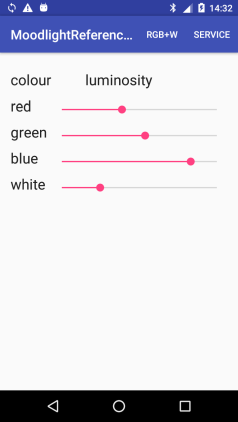 14:32
MoodlightReferenc... RGB+W SERVICE
colour luminosity
red
green
blue
white